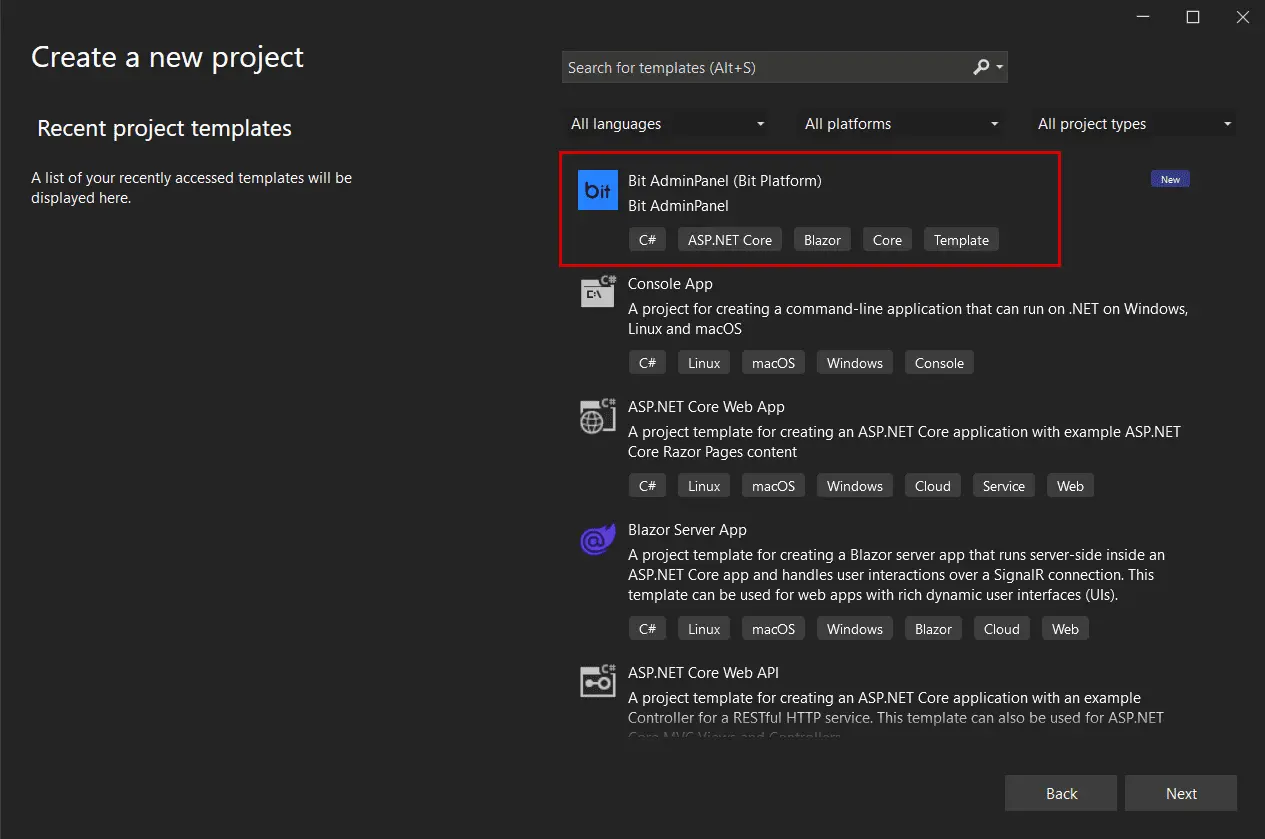 Create a new project
Search for templates (Alt+S)
Recent project templates
All languages
All platforms
All project types
A list of your recently accessed templates will be
displayed here.
bit
Bit AdminPanel (Bit Platform)
New
Bit AdminPanel
C# ASP.NET Core Blazor Core Template
C#
C:\
Console App
A project for creating a command-line application that can run on .NET on Windows,
Linux and macOS
C# Linux macOS Windows Console
C#
ASP.NET Core Web App
A project template for creating an ASP.NET Core application with example ASP.NET
Core Razor Pages content
C# Linux macOS Windows Cloud Service Web
@
Blazor Server App
A project template for creating a Blazor server app that runs server-side inside an
ASP.NET Core app and handles user interactions over a SignalR connection. This
template can be used for web apps with rich dynamic user interfaces (UIs).
C# Linux macOS Windows Blazor Cloud Web
C#
ASP.NET Core Web API
A project template for creating an ASP.NET Core application with an example
Controller for a RESTful HTTP service. This template can also be used for ASP.NET
Core MVC Views and Controllers.
Back
Next